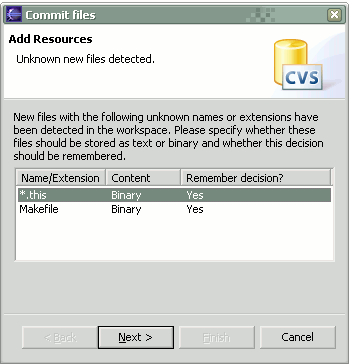 Commit files
Add Resources
Unknown new files detected.
CVS
New files with the following unknown names or extensions have
been detected in the workspace. Please specify whether these
files should be stored as text or binary and whether this decision
should be remembered.
Name/Extension Content Remember decision?
*.this Binary Yes
Makefile Binary Yes
< Back Next > Finish Cancel